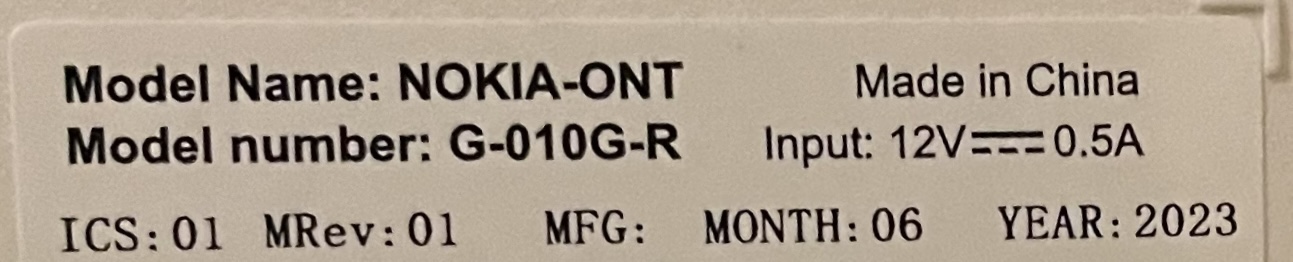 Model Name: NOKIA-ONT Made in China
Model number: G-010G-R Input: 12V⎓0.5A
ICS:01 MRev:01 MFG: MONTH:06 YEAR:2023